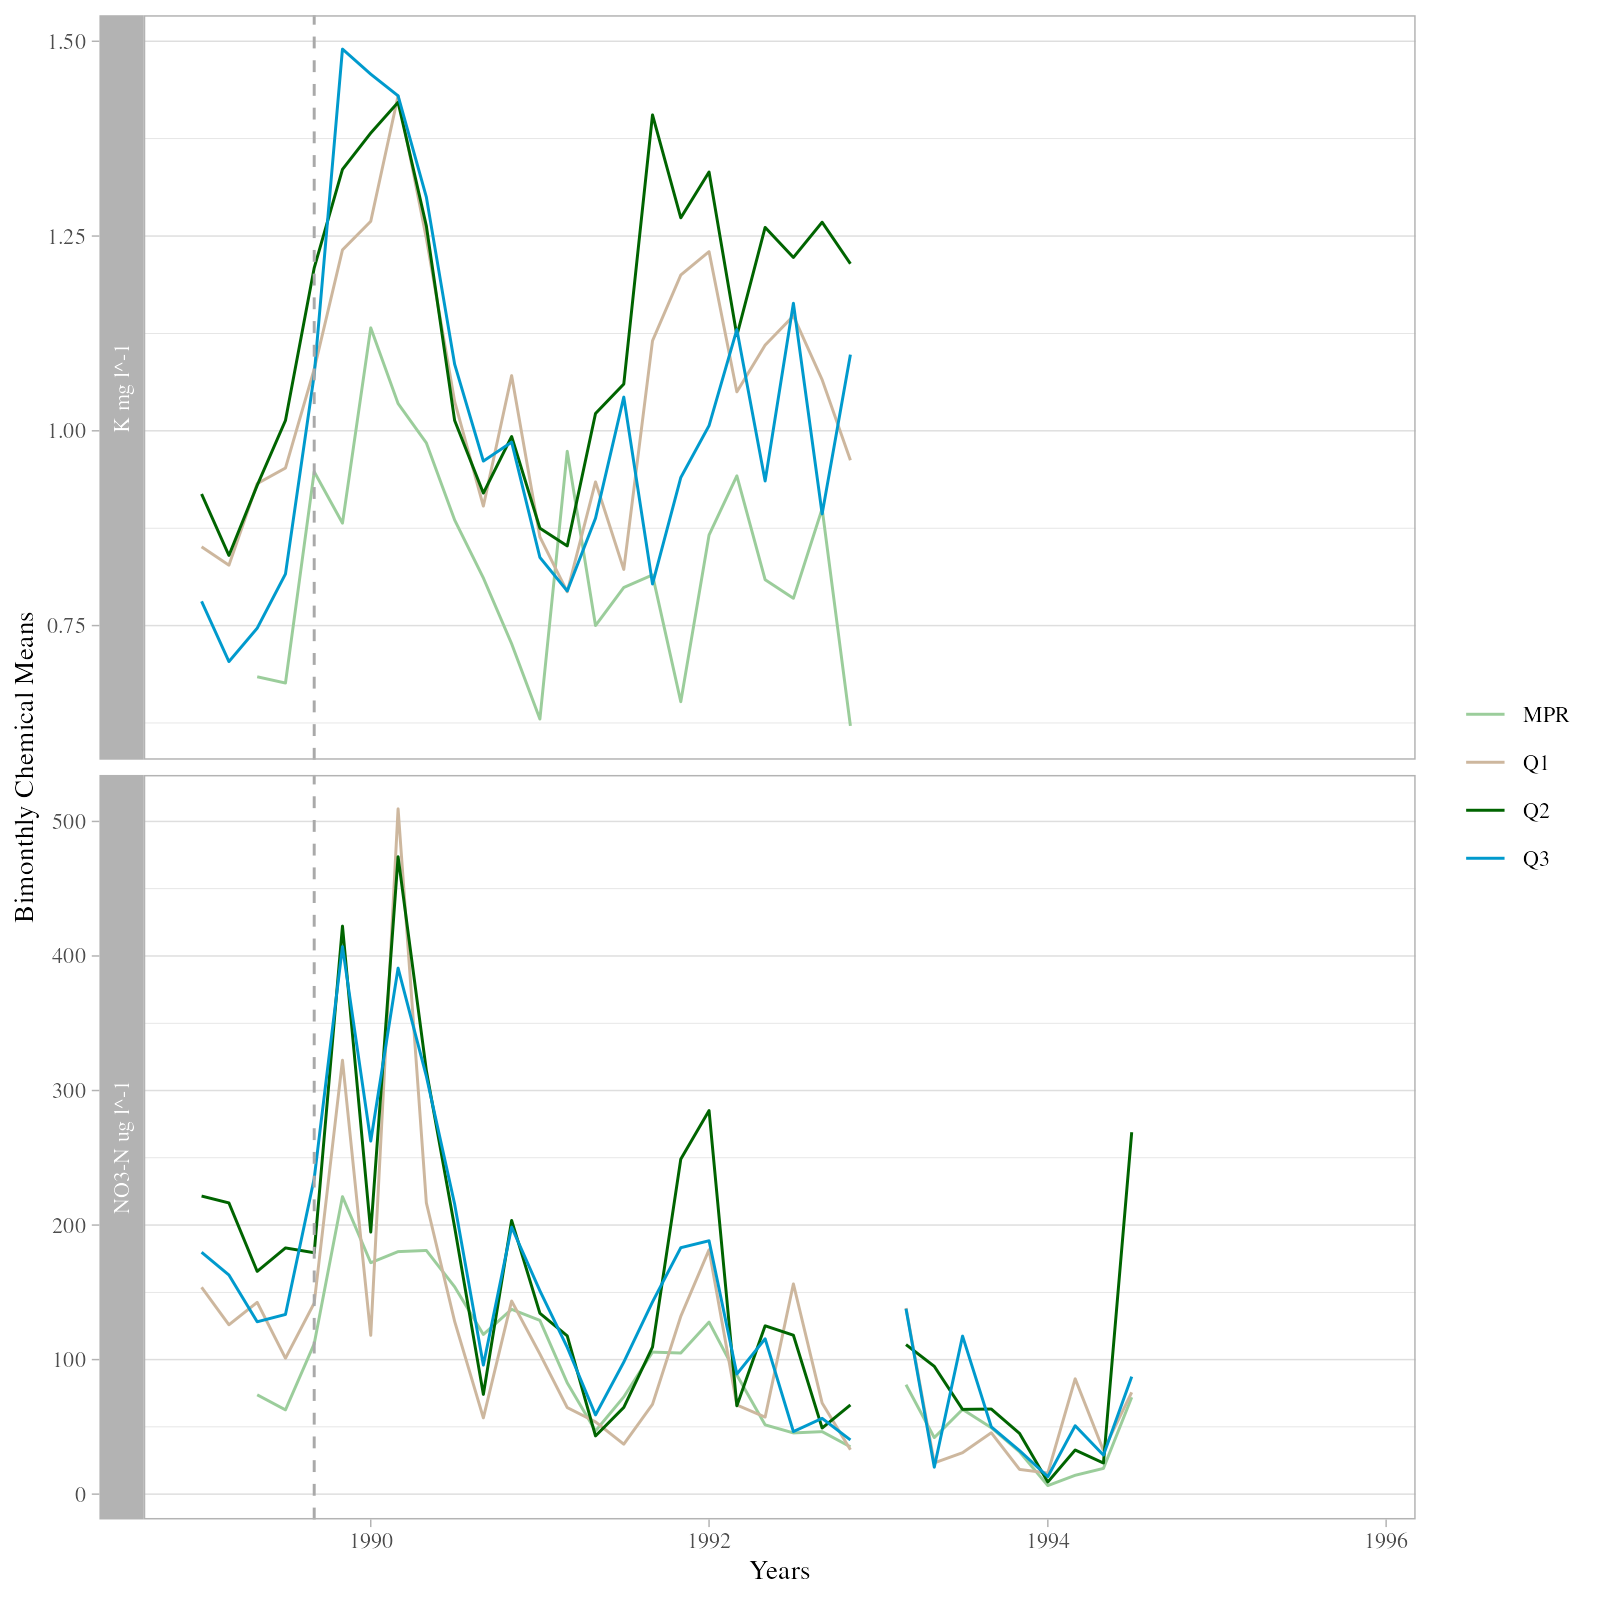 Bimonthly Chemical Means
K mg l^-1
1.50
1.25
1.00
0.75
NO3-N ug l^-1
500
400
300
200
100
0
1990
1992
1994
1996
Years
MPR
Q1
Q2
Q3